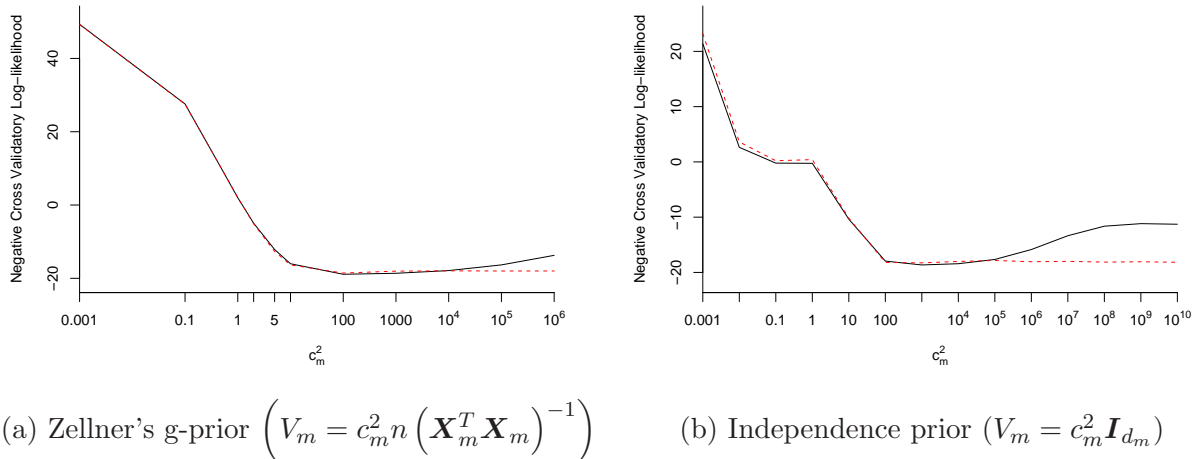 Negative Cross Validatory Log−likelihood
40
20
0
−20
0.001 0.1 1 5 100 1000 10^4 10^5 10^6
c_m^2
Negative Cross Validatory Log−likelihood
20
10
0
−10
−20
0.001 0.1 1 10 100 10^4 10^5 10^6 10^7 10^8 10^9 10^10
c_m^2
(a) Zellner's g-prior (V_m = c_m^2 n (X_m^T X_m)^{−1})
(b) Independence prior (V_m = c_m^2 I_{d_m})